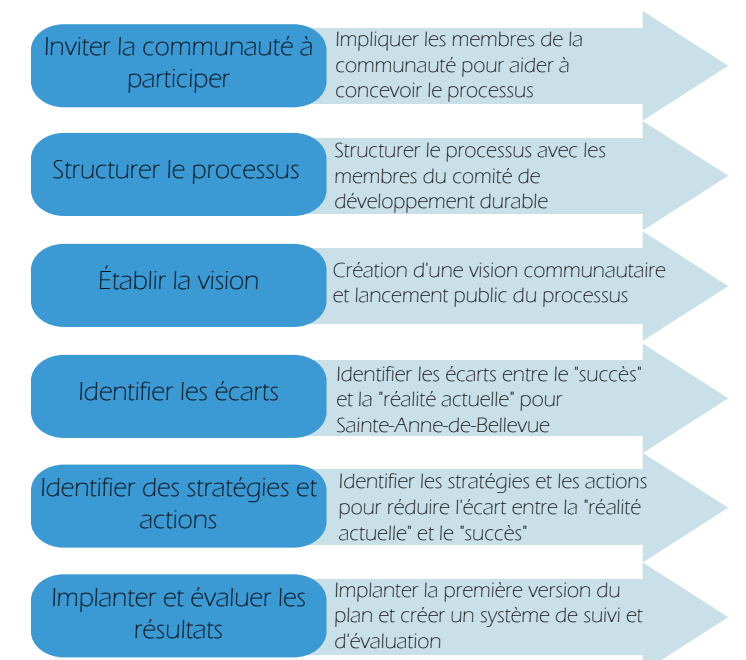 Inviter la communauté à
participer
Impliquer les membres de la
communauté pour aider à
concevoir le processus
Structurer le processus
Structurer le processus avec les
membres du comité de
développement durable
Établir la vision
Création d'une vision communautaire
et lancement public du processus
Identifier les écarts
Identifier les écarts entre le "succès"
et la "réalité actuelle" pour
Sainte-Anne-de-Bellevue
Identifier des stratégies et
actions
Identifier les stratégies et les actions
pour réduire l'écart entre la "réalité
actuelle" et le "succès"
Implanter et évaluer les
résultats
Implanter la première version du
plan et créer un système de suivi et
d'évaluation